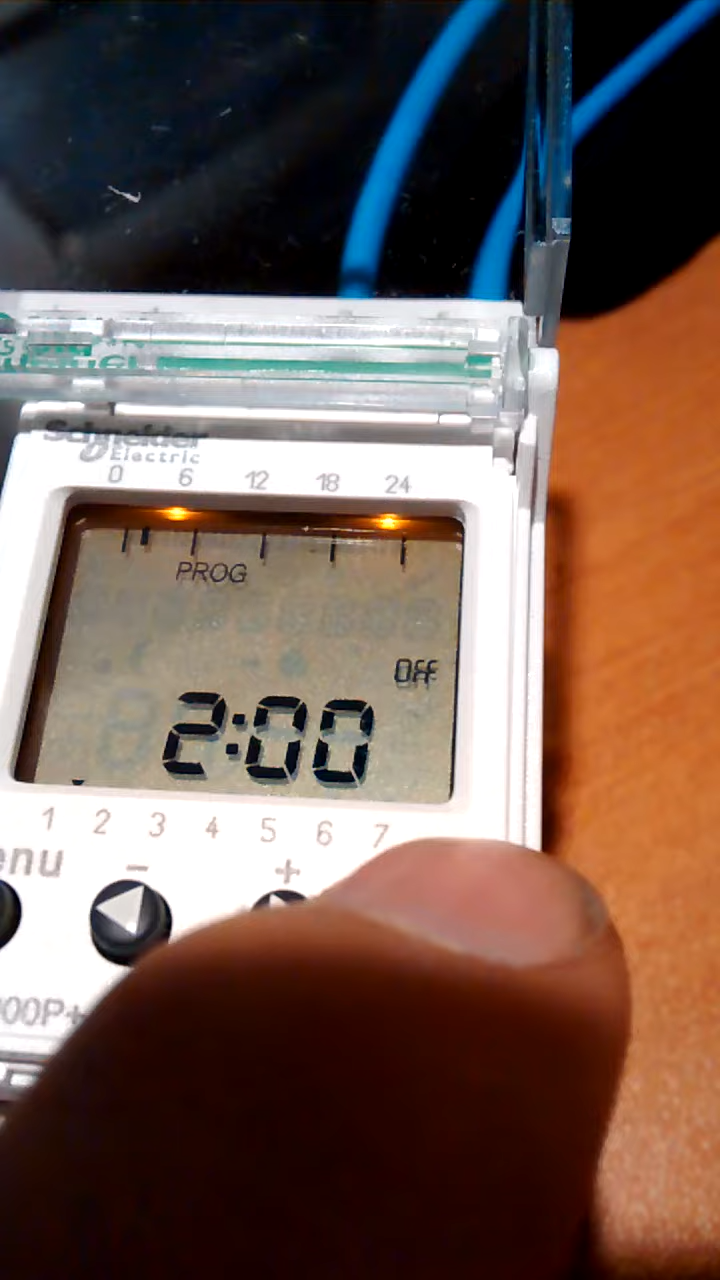 Schneider
Electric
0 6 12 18 24
PROG
OFF
2:00
1 2 3 4 5 6 7
enu - +
00P+